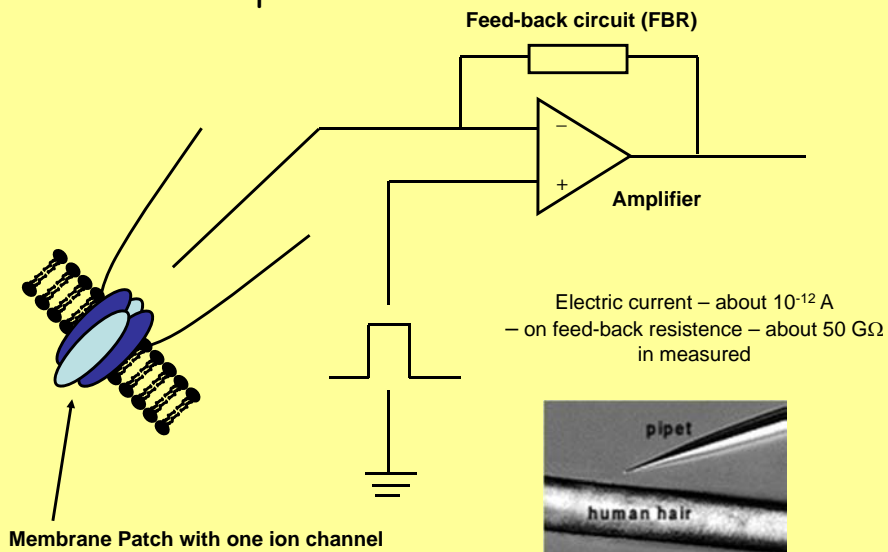 Feed-back circuit (FBR)
−
+
Amplifier
Electric current – about 10⁻¹² A
– on feed-back resistence – about 50 GΩ
in measured
pipet
human hair
Membrane Patch with one ion channel